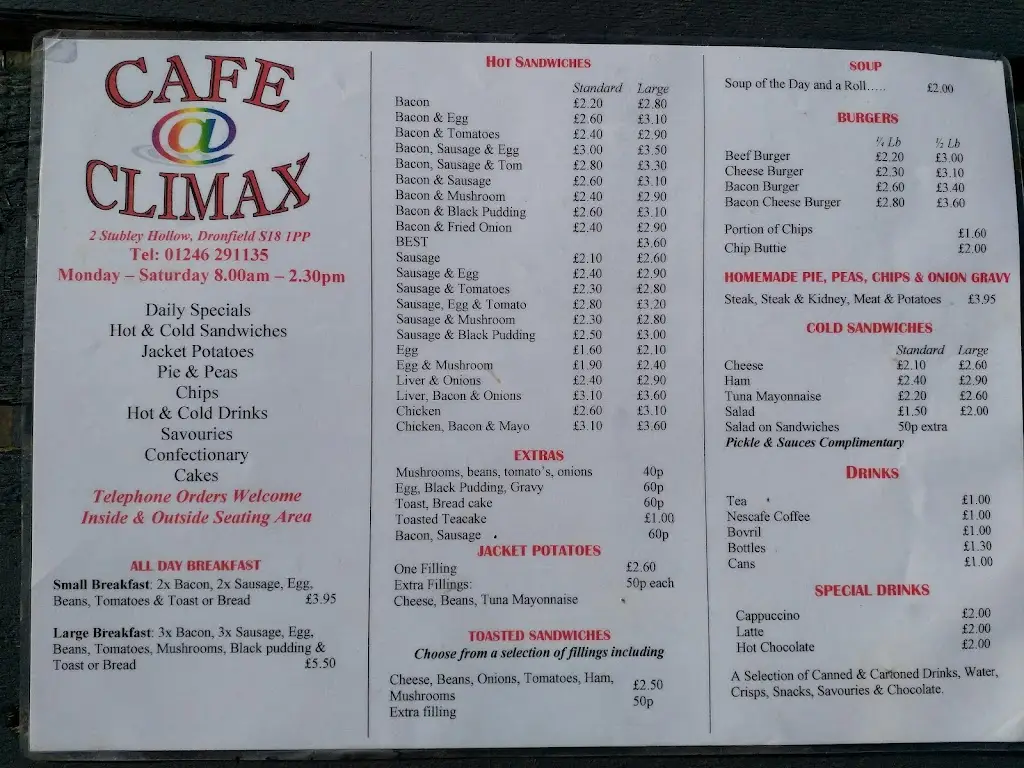 CAFE
@
CLIMAX
2 Stubley Hollow, Dronfield S18 1PP
Tel: 01246 291135
Monday – Saturday 8.00am – 2.30pm
Daily Specials
Hot & Cold Sandwiches
Jacket Potatoes
Pie & Peas
Chips
Hot & Cold Drinks
Savouries
Confectionary
Cakes
Telephone Orders Welcome
Inside & Outside Seating Area
ALL DAY BREAKFAST
Small Breakfast: 2x Bacon, 2x Sausage, Egg,
Beans, Tomatoes & Toast or Bread £3.95
Large Breakfast: 3x Bacon, 3x Sausage, Egg,
Beans, Tomatoes, Mushrooms, Black pudding &
Toast or Bread £5.50
HOT SANDWICHES
Standard Large
Bacon £2.20 £2.80
Bacon & Egg £2.60 £3.10
Bacon & Tomatoes £2.40 £2.90
Bacon, Sausage & Egg £3.00 £3.50
Bacon, Sausage & Tom £2.80 £3.30
Bacon & Sausage £2.60 £3.10
Bacon & Mushroom £2.40 £2.90
Bacon & Black Pudding £2.60 £3.10
Bacon & Fried Onion £2.40 £2.90
BEST £3.60
Sausage £2.10 £2.60
Sausage & Egg £2.40 £2.90
Sausage & Tomatoes £2.30 £2.80
Sausage, Egg & Tomato £2.80 £3.20
Sausage & Mushroom £2.30 £2.80
Sausage & Black Pudding £2.50 £3.00
Egg £1.60 £2.10
Egg & Mushroom £1.90 £2.40
Liver & Onions £2.40 £2.90
Liver, Bacon & Onions £3.10 £3.60
Chicken £2.60 £3.10
Chicken, Bacon & Mayo £3.10 £3.60
EXTRAS
Mushrooms, beans, tomato's, onions 40p
Egg, Black Pudding, Gravy 60p
Toast, Bread cake 60p
Toasted Teacake £1.00
Bacon, Sausage 60p
JACKET POTATOES
One Filling £2.60
Extra Fillings: 50p each
Cheese, Beans, Tuna Mayonnaise
TOASTED SANDWICHES
Choose from a selection of fillings including
Cheese, Beans, Onions, Tomatoes, Ham, £2.50
Mushrooms
Extra filling 50p
SOUP
Soup of the Day and a Roll….. £2.00
BURGERS
¼ Lb ½ Lb
Beef Burger £2.20 £3.00
Cheese Burger £2.30 £3.10
Bacon Burger £2.60 £3.40
Bacon Cheese Burger £2.80 £3.60
Portion of Chips £1.60
Chip Buttie £2.00
HOMEMADE PIE, PEAS, CHIPS & ONION GRAVY
Steak, Steak & Kidney, Meat & Potatoes £3.95
COLD SANDWICHES
Standard Large
Cheese £2.10 £2.60
Ham £2.40 £2.90
Tuna Mayonnaise £2.20 £2.60
Salad £1.50 £2.00
Salad on Sandwiches 50p extra
Pickle & Sauces Complimentary
DRINKS
Tea £1.00
Nescafe Coffee £1.00
Bovril £1.00
Bottles £1.30
Cans £1.00
SPECIAL DRINKS
Cappuccino £2.00
Latte £2.00
Hot Chocolate £2.00
A Selection of Canned & Cartoned Drinks, Water,
Crisps, Snacks, Savouries & Chocolate.